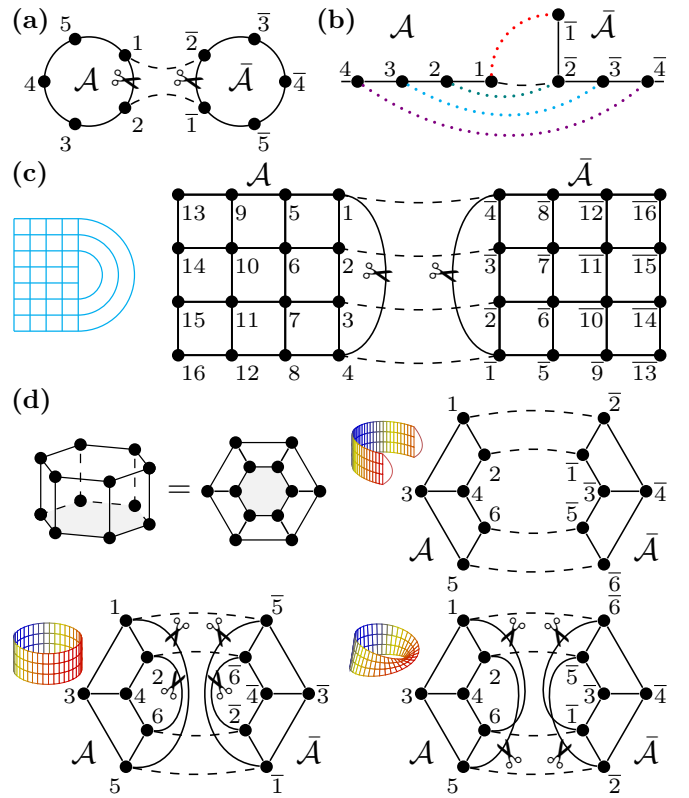 (a)
5 1 2̅ 3̅
4 𝒜 𝒜̅ 4̅
3 2 1̅ 5̅
(b)
𝒜 1̅ 𝒜̅
4 3 2 1 2̅ 3̅ 4̅
(c)
𝒜 𝒜̅
13 9 5 1 4̅ 8̅ 1̅2̅ 1̅6̅
14 10 6 2 3̅ 7̅ 1̅1̅ 1̅5̅
15 11 7 3 2̅ 6̅ 1̅0̅ 1̅4̅
16 12 8 4 1̅ 5̅ 9̅ 1̅3̅
(d)
=
1 2̅
2 1̅
3 4 3̅ 4̅
6 5̅
𝒜 𝒜̅
5 6̅
1 5̅
2 6̅
3 4 4̅ 3̅
6 2̅
𝒜 𝒜̅
5 1̅
1 6̅
2 5̅
3 4 3̅ 4̅
6 1̅
𝒜 𝒜̅
5 2̅